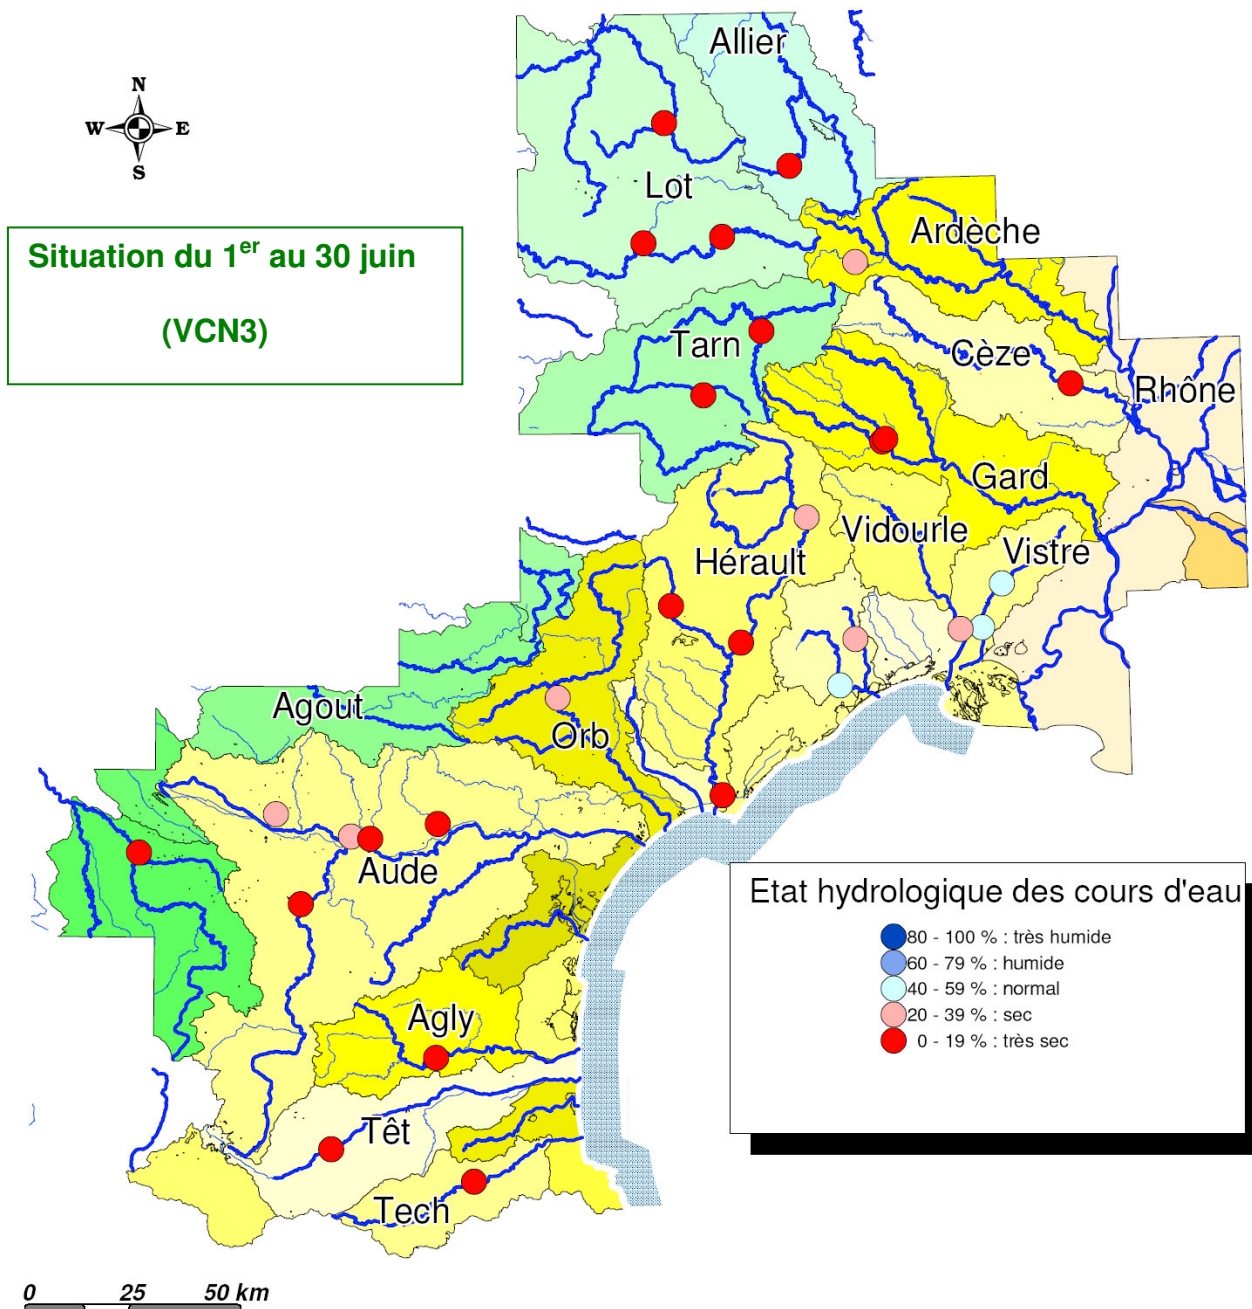 N
W E
S
Situation du 1er au 30 juin
(VCN3)
Allier
Lot
Ardèche
Tarn
Cèze
Rhône
Gard
Vidourle
Vistre
Hérault
Agout
Orb
Aude
Agly
Têt
Tech
Etat hydrologique des cours d'eau
80 - 100 % : très humide
60 - 79 % : humide
40 - 59 % : normal
20 - 39 % : sec
0 - 19 % : très sec
0 25 50 km